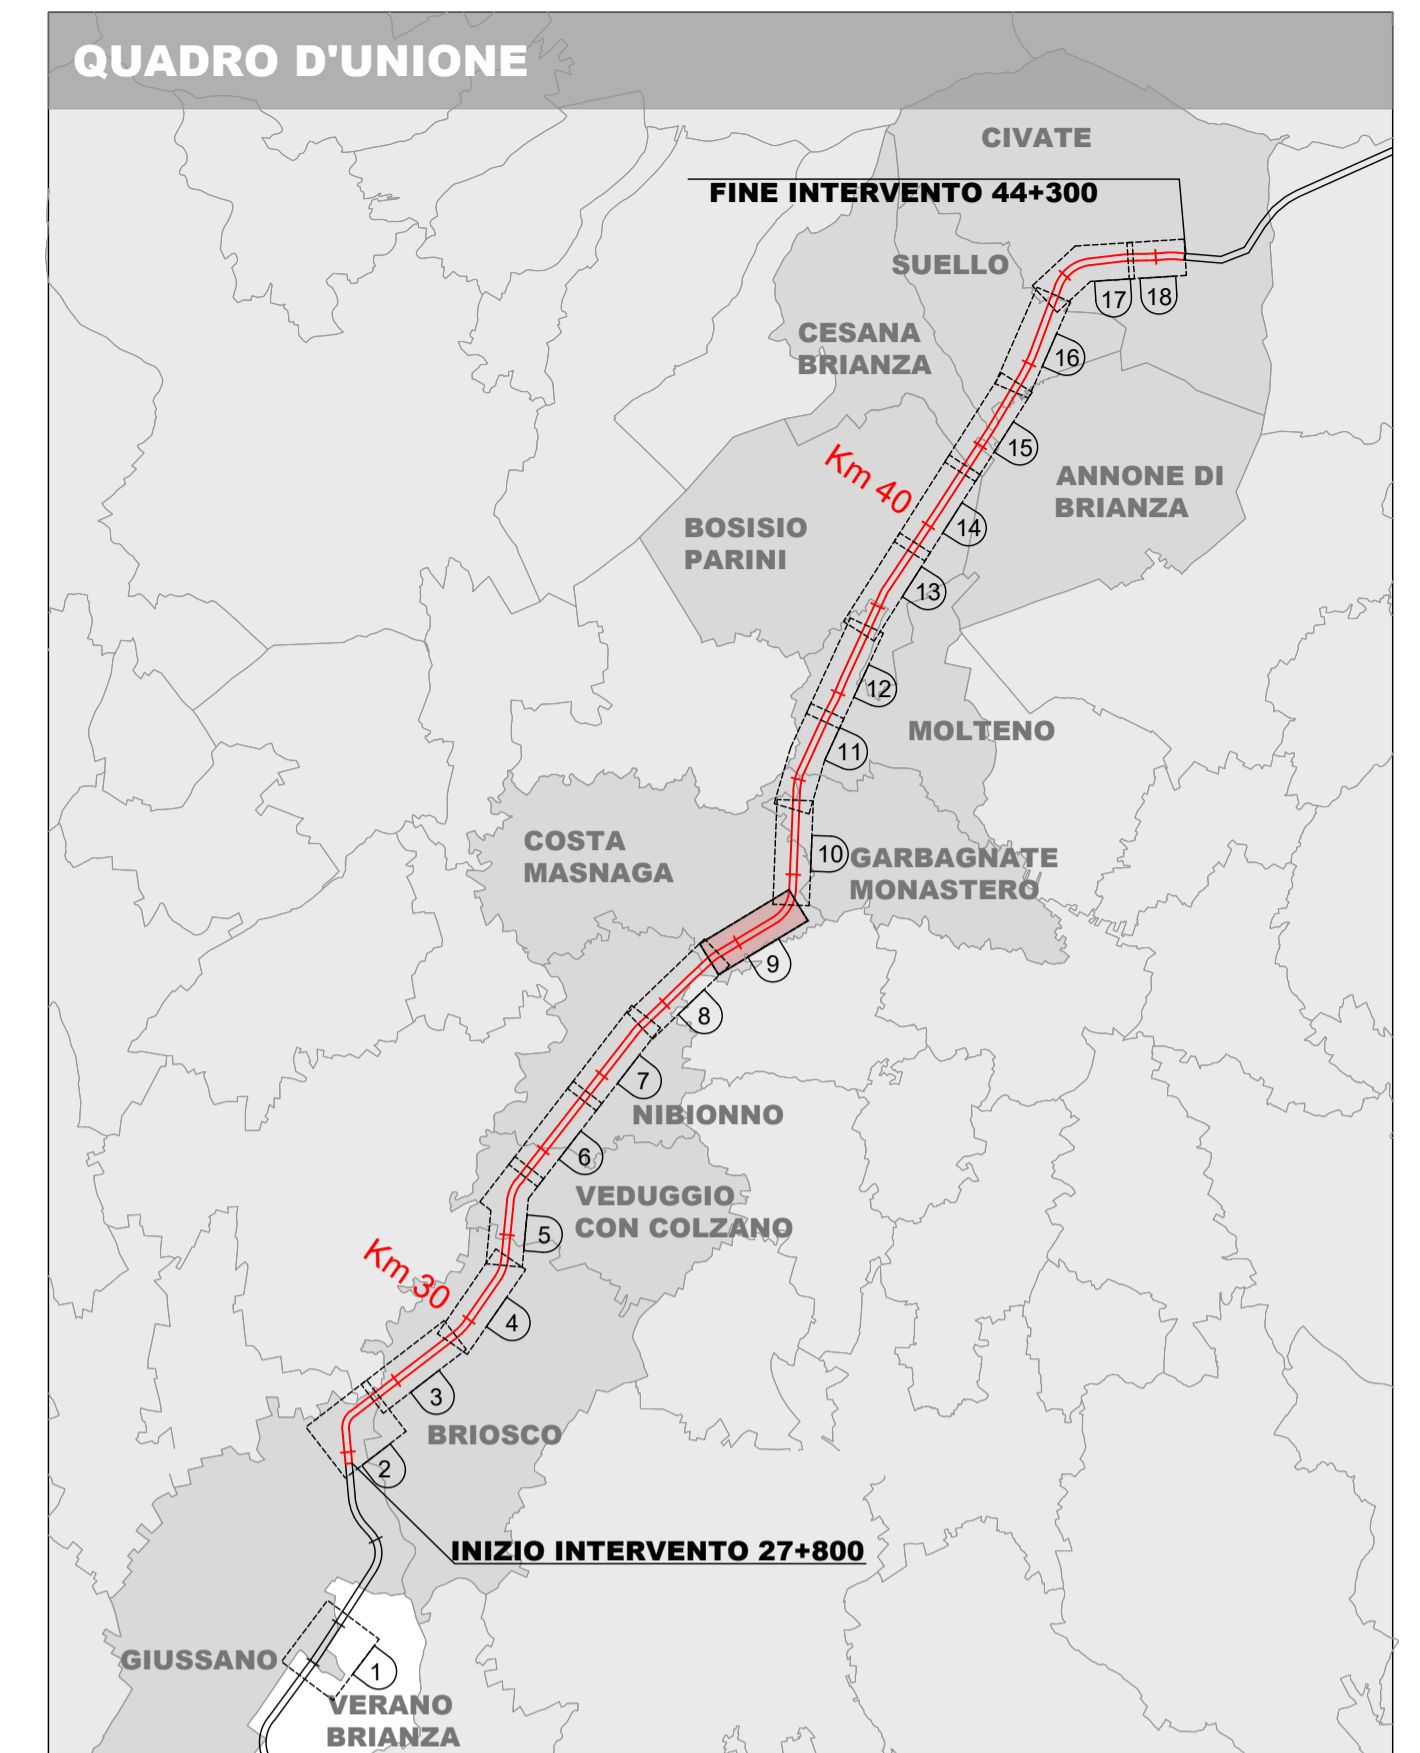 QUADRO D'UNIONE
CIVATE
FINE INTERVENTO 44+300
SUELLO
17
18
CESANA
BRIANZA
16
15
Km 40
ANNONE DI
BRIANZA
14
BOSISIO
PARINI
13
12
MOLTENO
11
COSTA
MASNAGA
10
GARBAGNATE
MONASTERO
9
8
7
NIBIONNO
6
VEDUGGIO
CON COLZANO
5
Km 30
4
3
BRIOSCO
2
INIZIO INTERVENTO 27+800
GIUSSANO
1
VERANO
BRIANZA